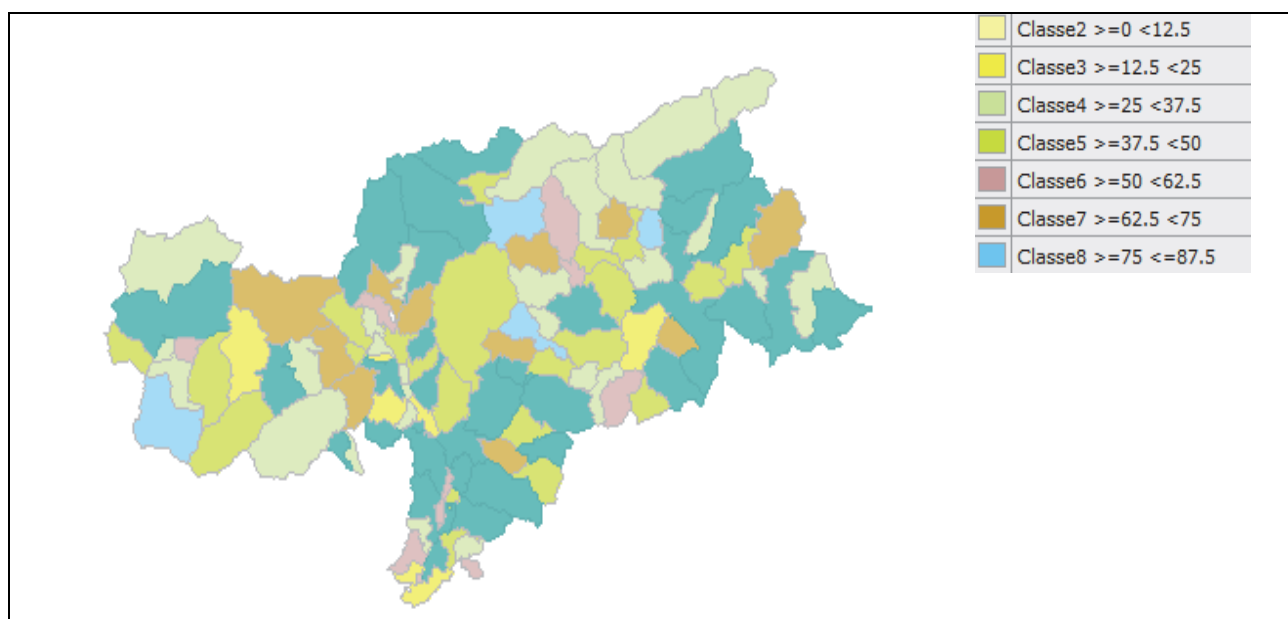 Classe2 >=0 <12.5
Classe3 >=12.5 <25
Classe4 >=25 <37.5
Classe5 >=37.5 <50
Classe6 >=50 <62.5
Classe7 >=62.5 <75
Classe8 >=75 <=87.5